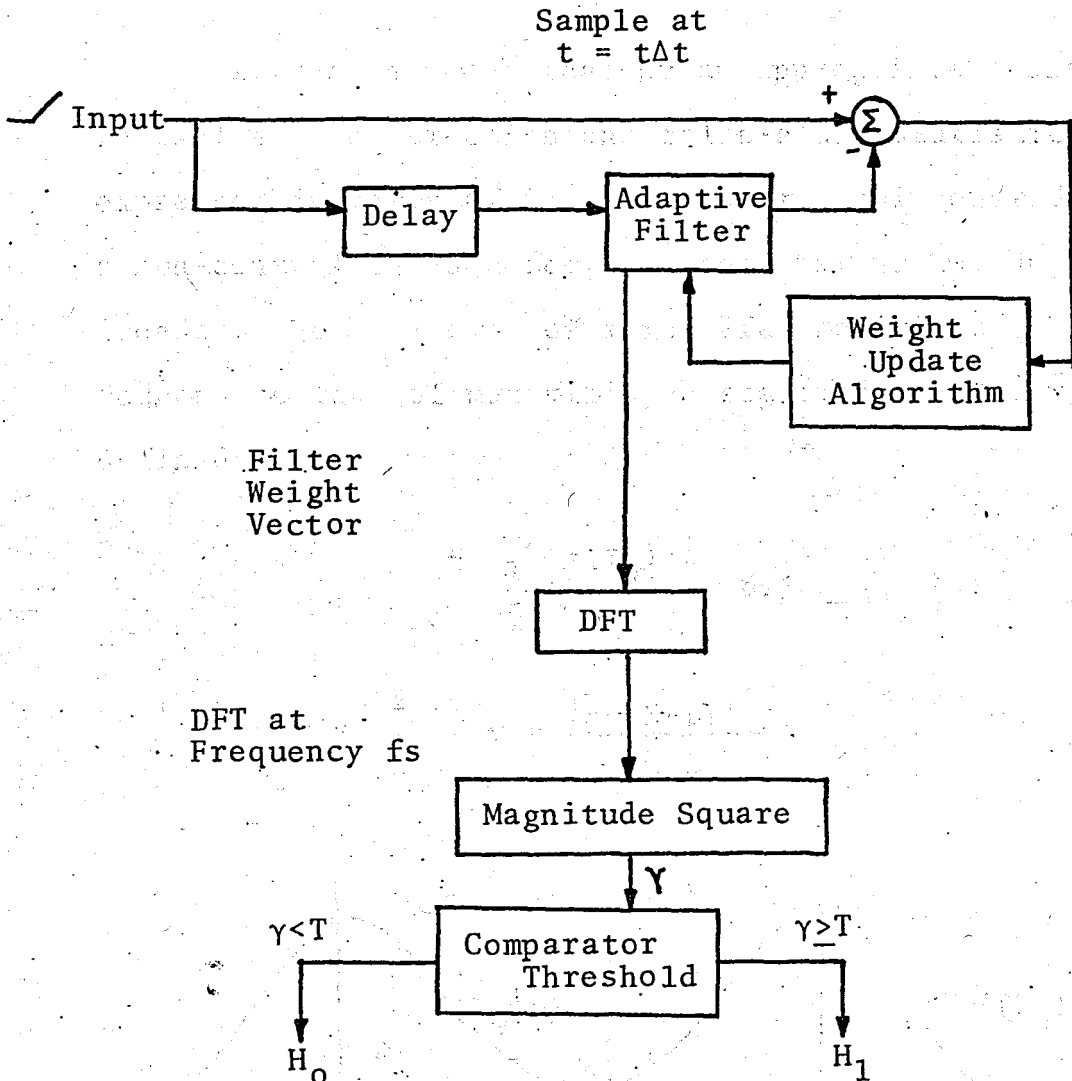 Sample at
t = tΔt
Input
+
Σ
-
Delay
Adaptive
Filter
Weight
Update
Algorithm
Filter
Weight
Vector
DFT
DFT at
Frequency fs
Magnitude Square
γ
γ<T
Comparator
Threshold
γ≥T
H₀
H₁